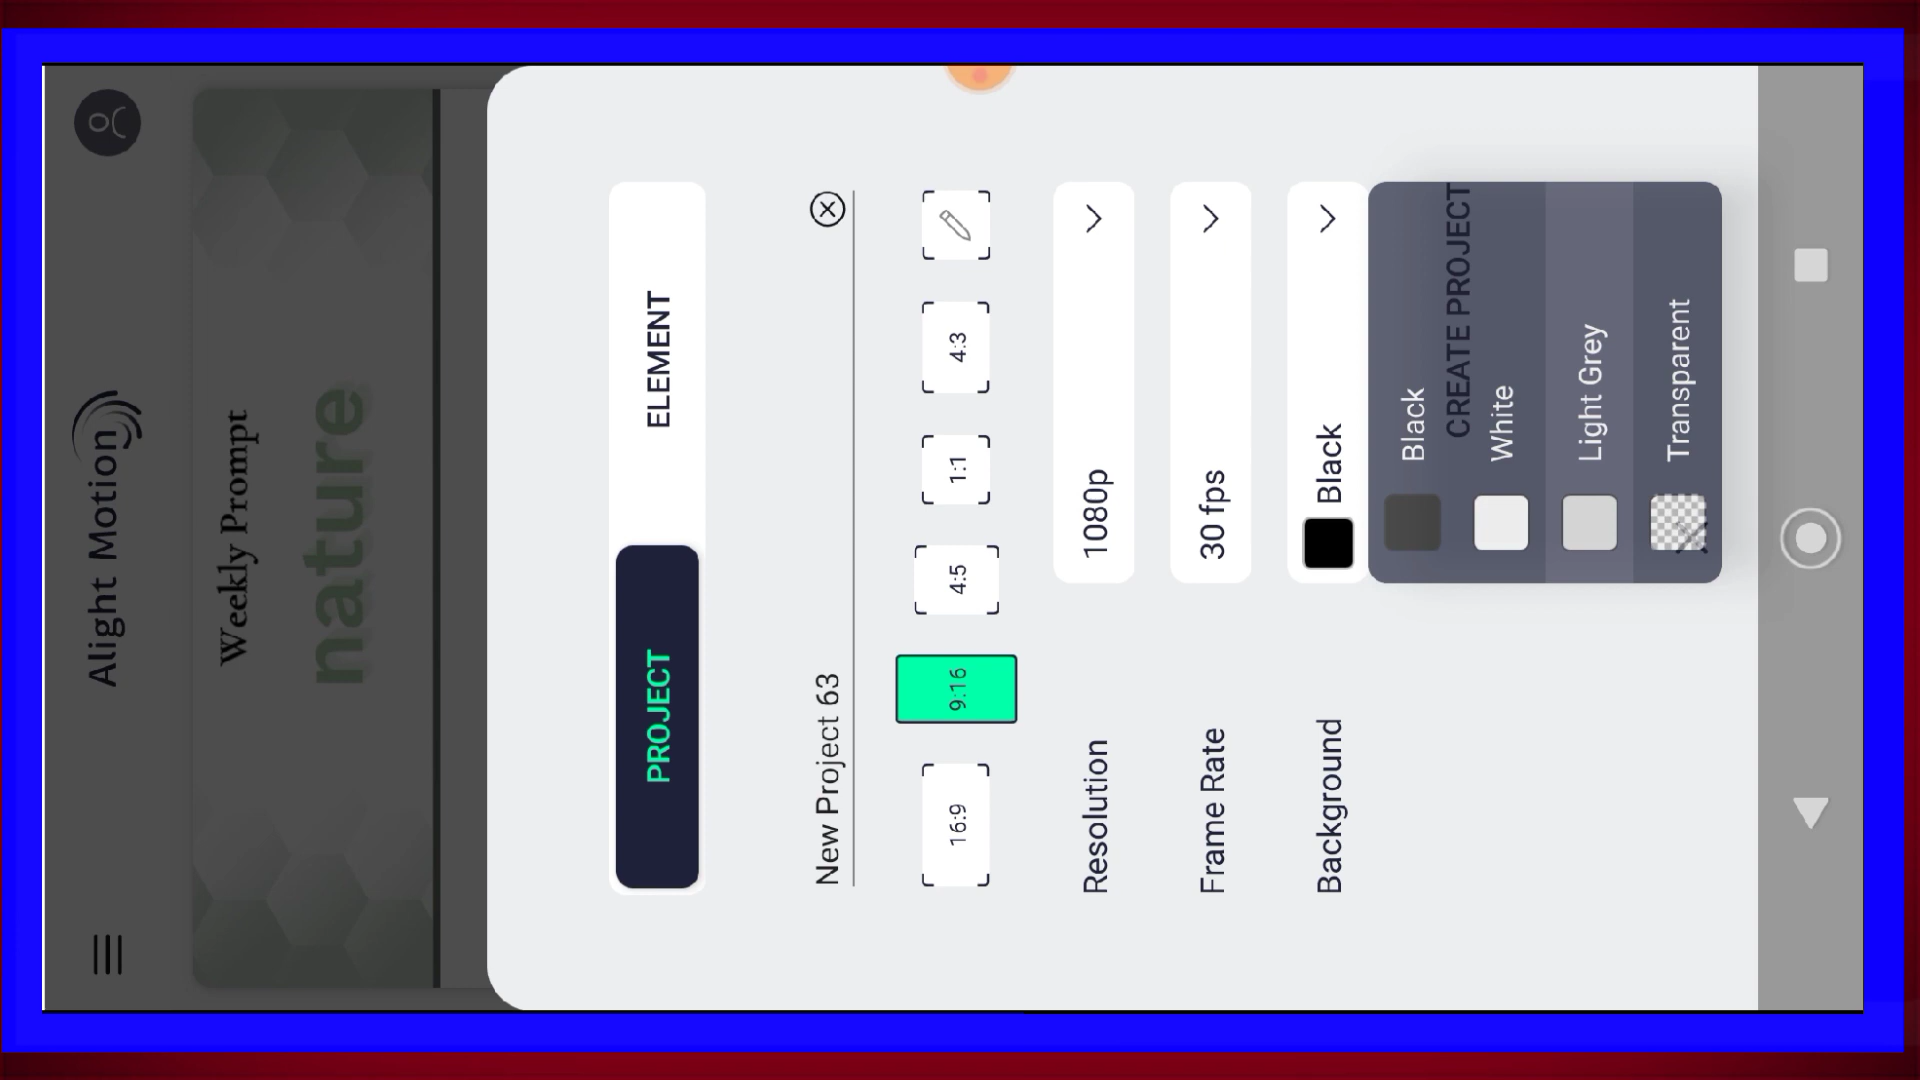 Alight Motion
Weekly Prompt
nature
PROJECT
ELEMENT
New Project 63
16:9
9:16
4:5
1:1
4:3
Resolution
1080p
Frame Rate
30 fps
Background
Black
Black
CREATE PROJECT
White
Light Grey
Transparent